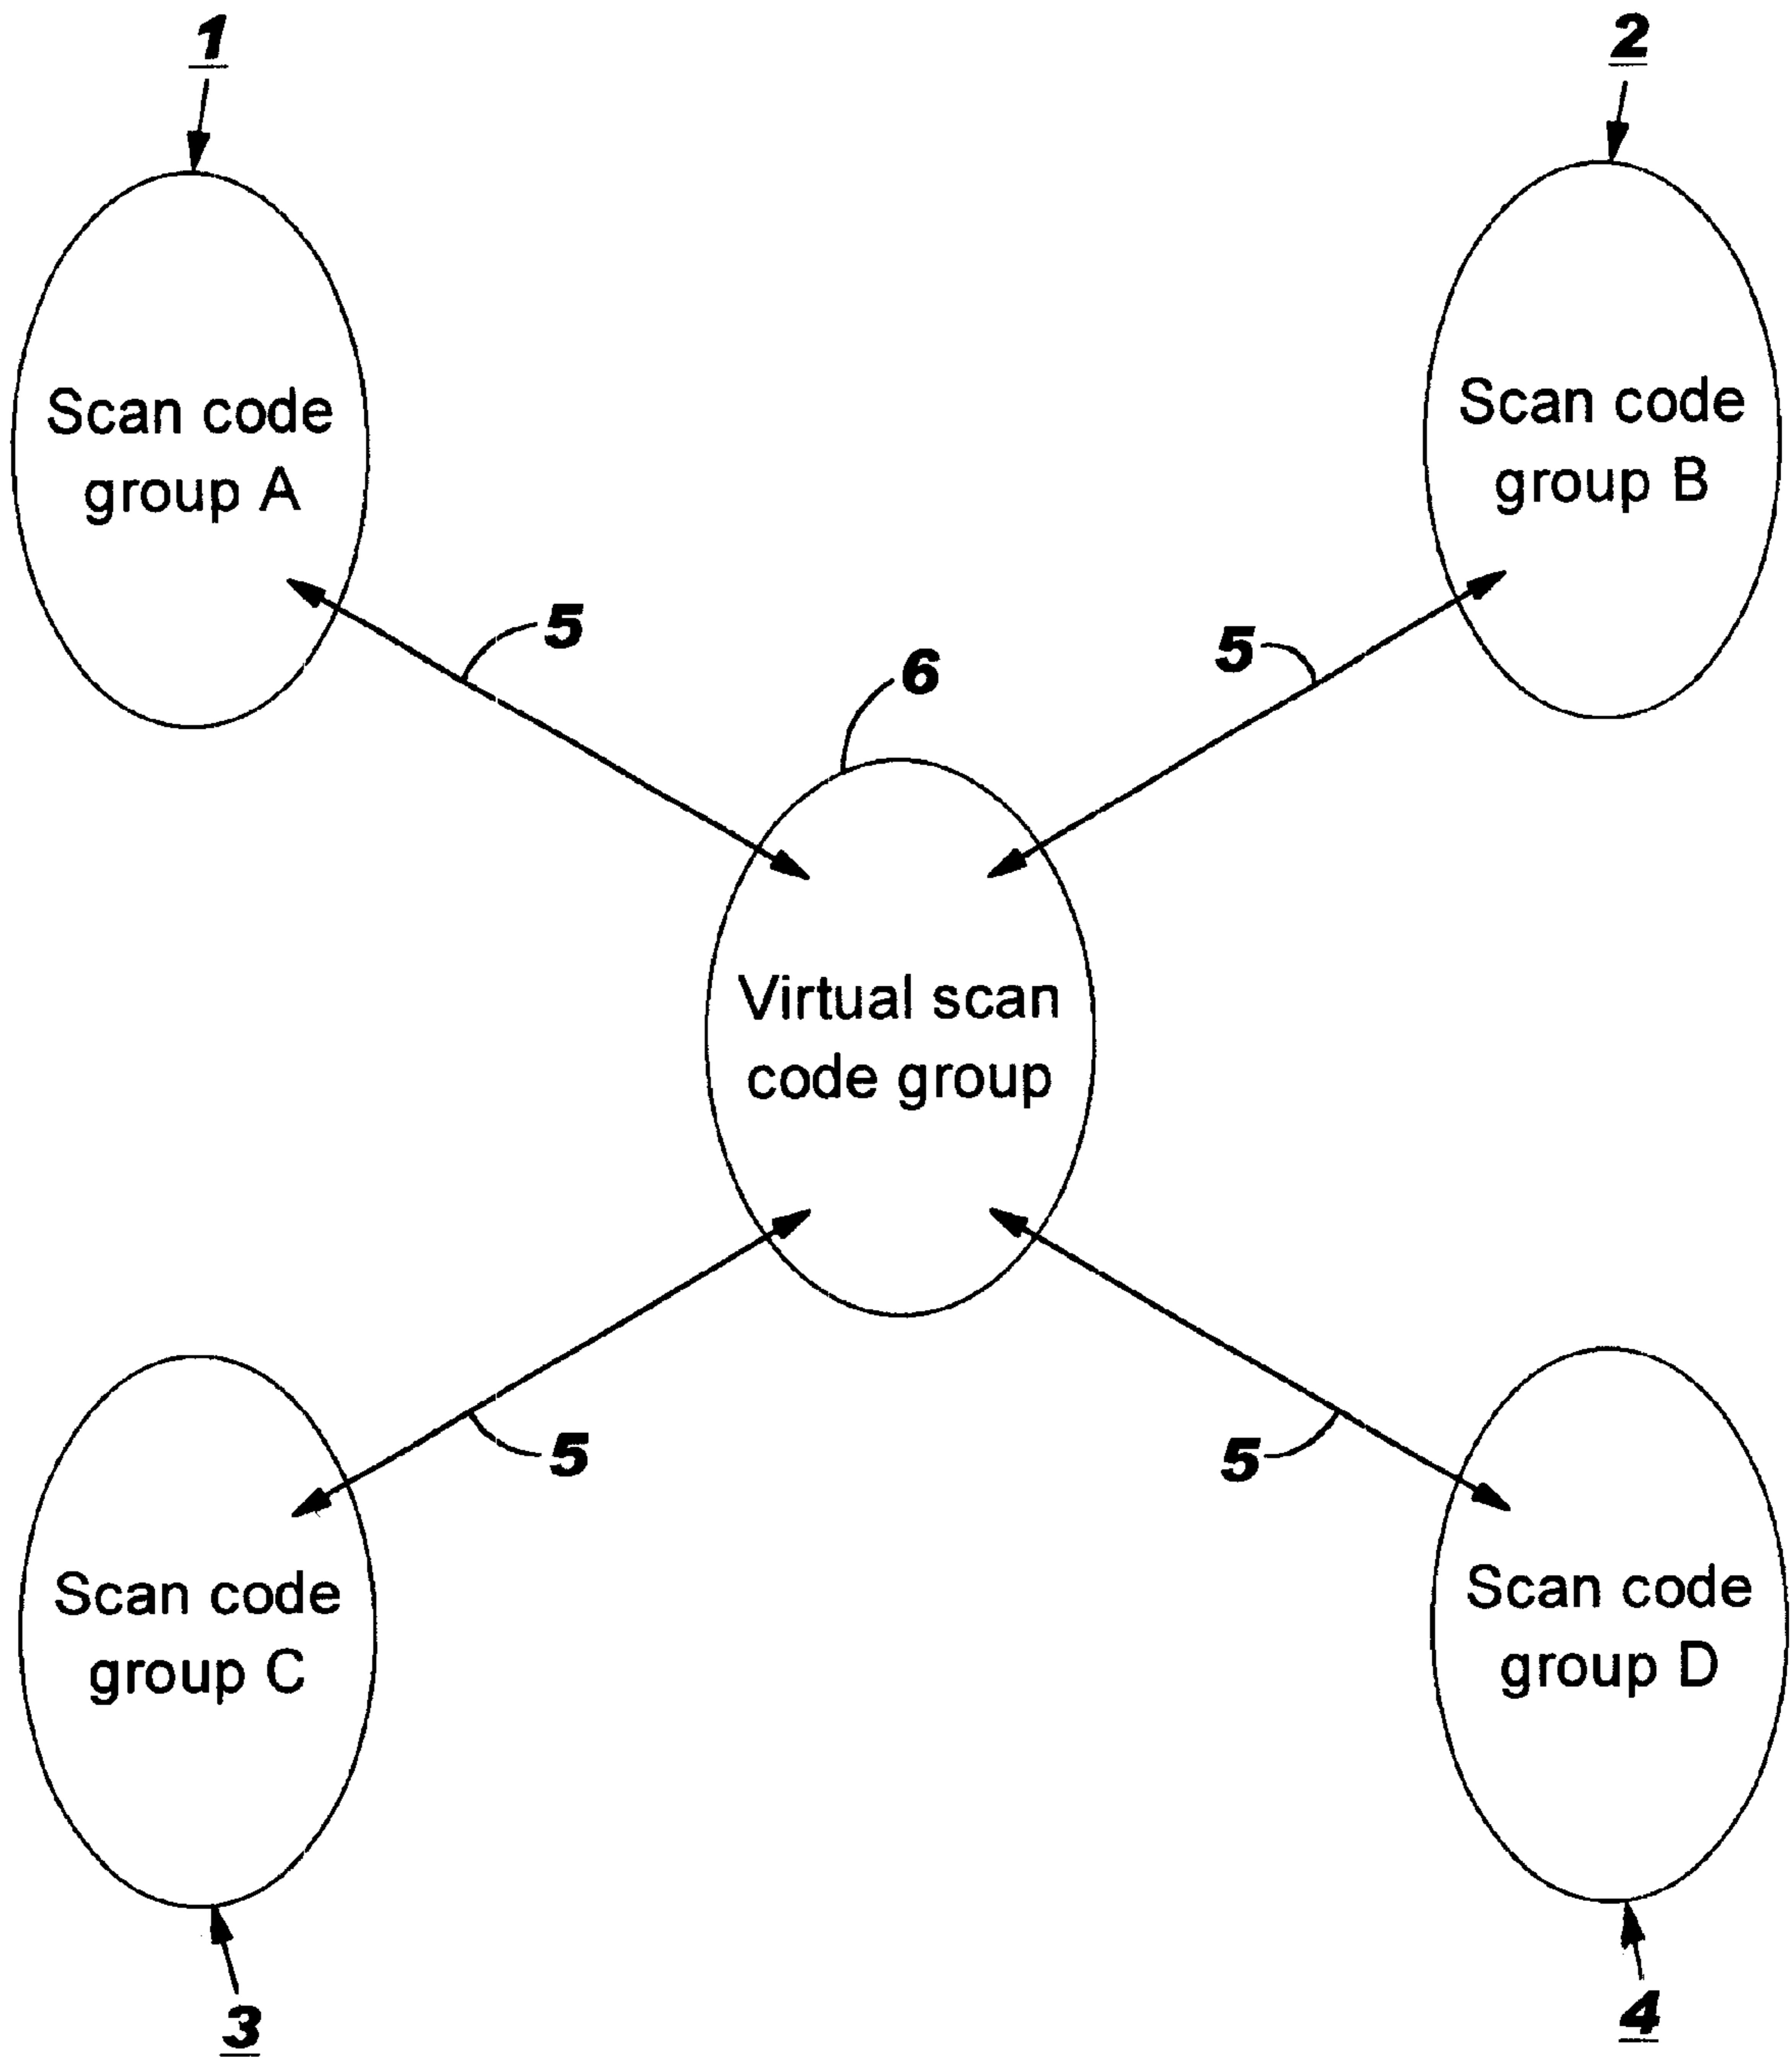 1
2
Scan code
group A
Scan code
group B
5
5
6
Virtual scan
code group
5
5
Scan code
group C
Scan code
group D
3
4